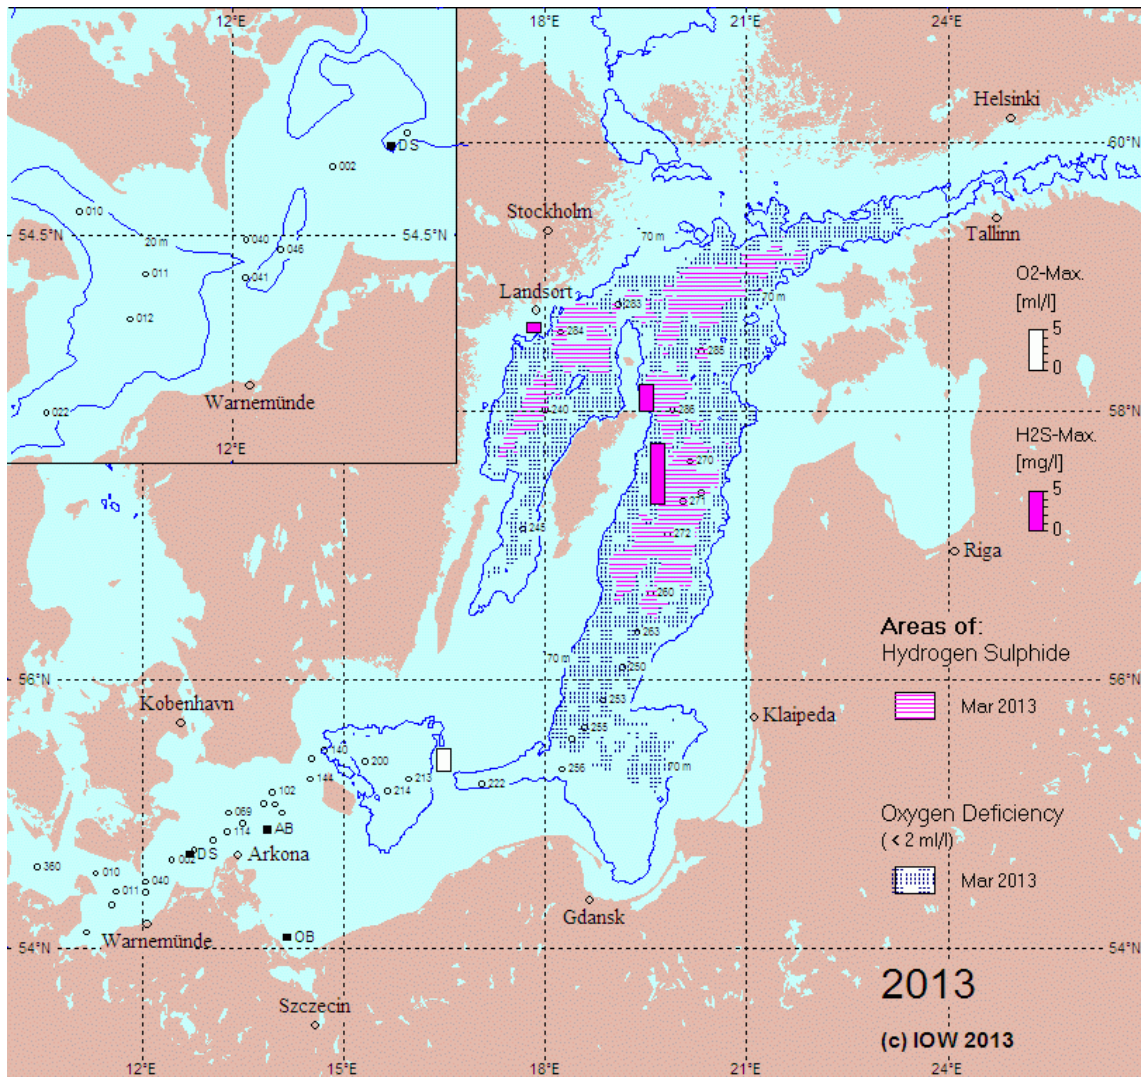 12°E
18°E
21°E
24°E
Helsinki
60°N
DS
002
010
Stockholm
70 m
54.5°N
20 m
040
54.5°N
046
Tallinn
011
041
O2-Max.
[ml/l]
5
0
Landsort
283
70 m
012
284
285
Warnemünde
022
240
286
58°N
12°E
H2S-Max.
[mg/l]
5
0
270
271
245
272
Riga
260
Areas of:
Hydrogen Sulphide
263
70 m
250
56°N
56°N
253
Mar 2013
Kobenhavn
Klaipeda
255
140
200
256
70 m
144
213
222
214
102
069
114
AB
Oxygen Deficiency
( < 2 ml/l)
002
DS
Arkona
360
010
040
011
Mar 2013
Gdansk
Warnemünde
OB
54°N
54°N
2013
Szczecin
(c) IOW 2013
12°E
15°E
18°E
21°E
24°E